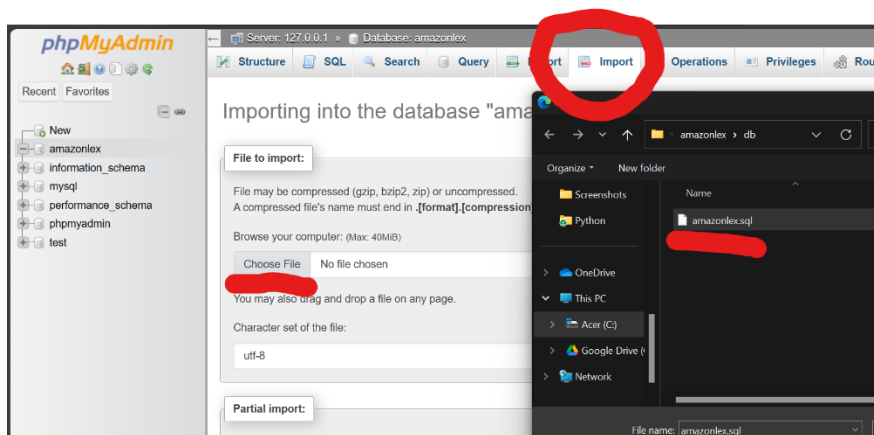 phpMyAdmin
Recent Favorites
New
amazonlex
information_schema
mysql
performance_schema
phpmyadmin
test
Server: 127.0.0.1 » Database: amazonlex
Structure SQL Search Query Import Operations Privileges Rou
Importing into the database "ama
File to import:
File may be compressed (gzip, bzip2, zip) or uncompressed.
A compressed file's name must end in .[format].[compression
Browse your computer: (Max: 40MiB)
Choose File No file chosen
You may also drag and drop a file on any page.
Character set of the file:
utf-8
Partial import:
amazonlex › db
Organize New folder
Screenshots
Python
OneDrive
This PC
Acer (C:)
Google Drive (
Network
Name
amazonlex.sql
File name: amazonlex.sql